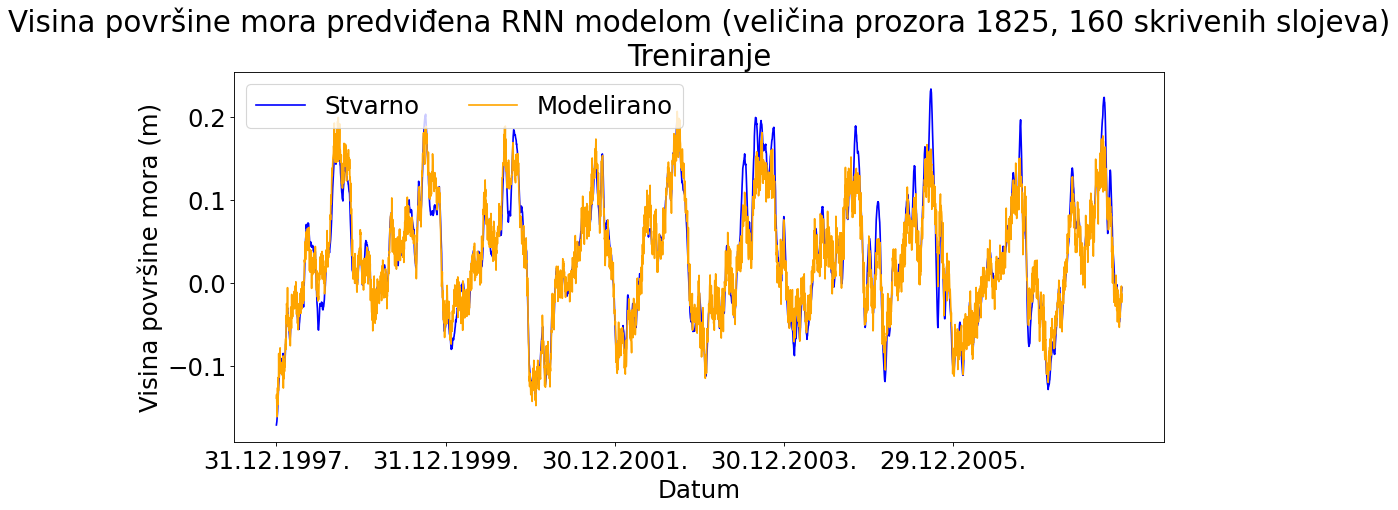 Visina površine mora predviđena RNN modelom (veličina prozora 1825, 160 skrivenih slojeva)
Treniranje
Stvarno Modelirano
Visina površine mora (m)
0.2
0.1
0.0
−0.1
31.12.1997. 31.12.1999. 30.12.2001. 30.12.2003. 29.12.2005.
Datum